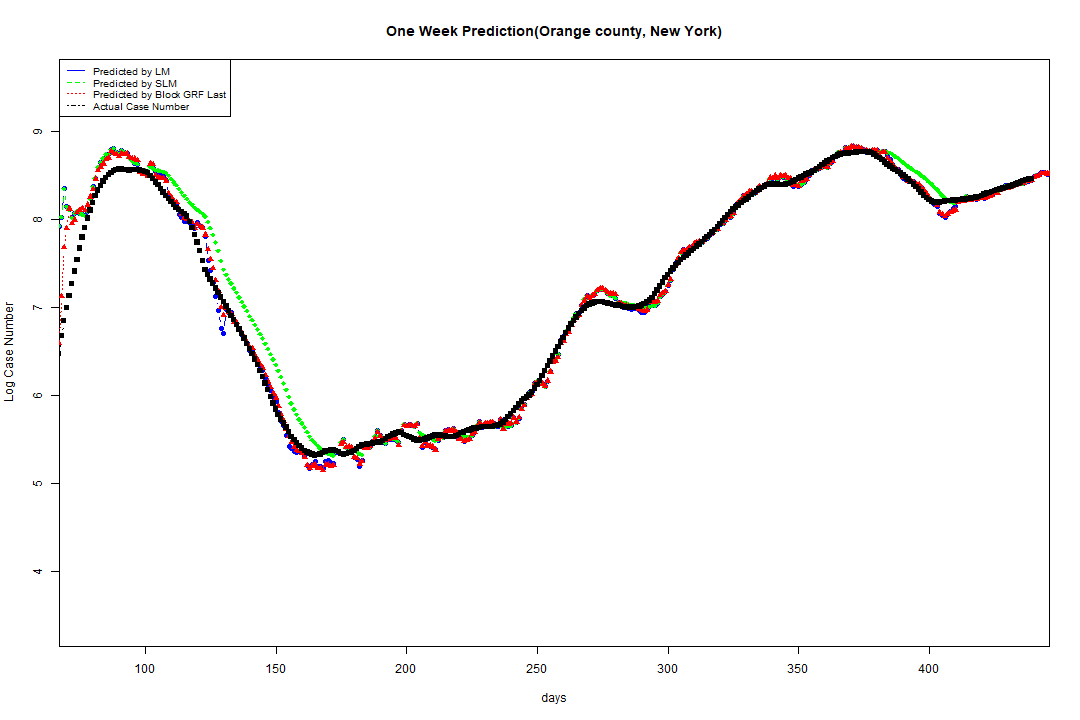 One Week Prediction(Orange county, New York)
Predicted by LM
Predicted by SLM
Predicted by Block GRF Last
Actual Case Number
9
8
7
6
5
4
Log Case Number
100 150 200 250 300 350 400
days